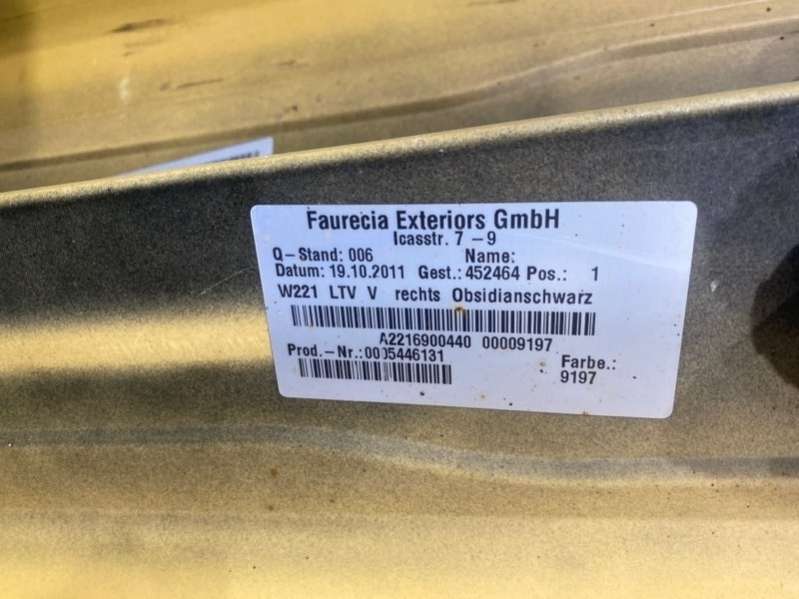 Faurecia Exteriors GmbH
Icasstr. 7 -9
Q-Stand: 006 Name:
Datum: 19.10.2011 Gest.: 452464 Pos.: 1
W221 LTV V rechts Obsidianschwarz
A2216900440 00009197
Prod.-Nr.:0005446131
Farbe.:
9197